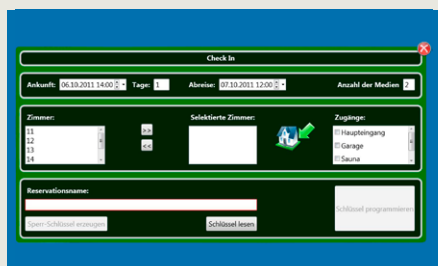 Check In
Ankunft: 06.10.2011 14:00 Tage: 1 Abreise: 07.10.2011 12:00 Anzahl der Medien 2
Zimmer: Selektierte Zimmer: Zugänge:
11 >> Haupteingang
12
13 << Garage
14 Sauna
Reservationsname:
Schlüssel programmieren
Sperr-Schlüssel erzeugen Schlüssel lesen